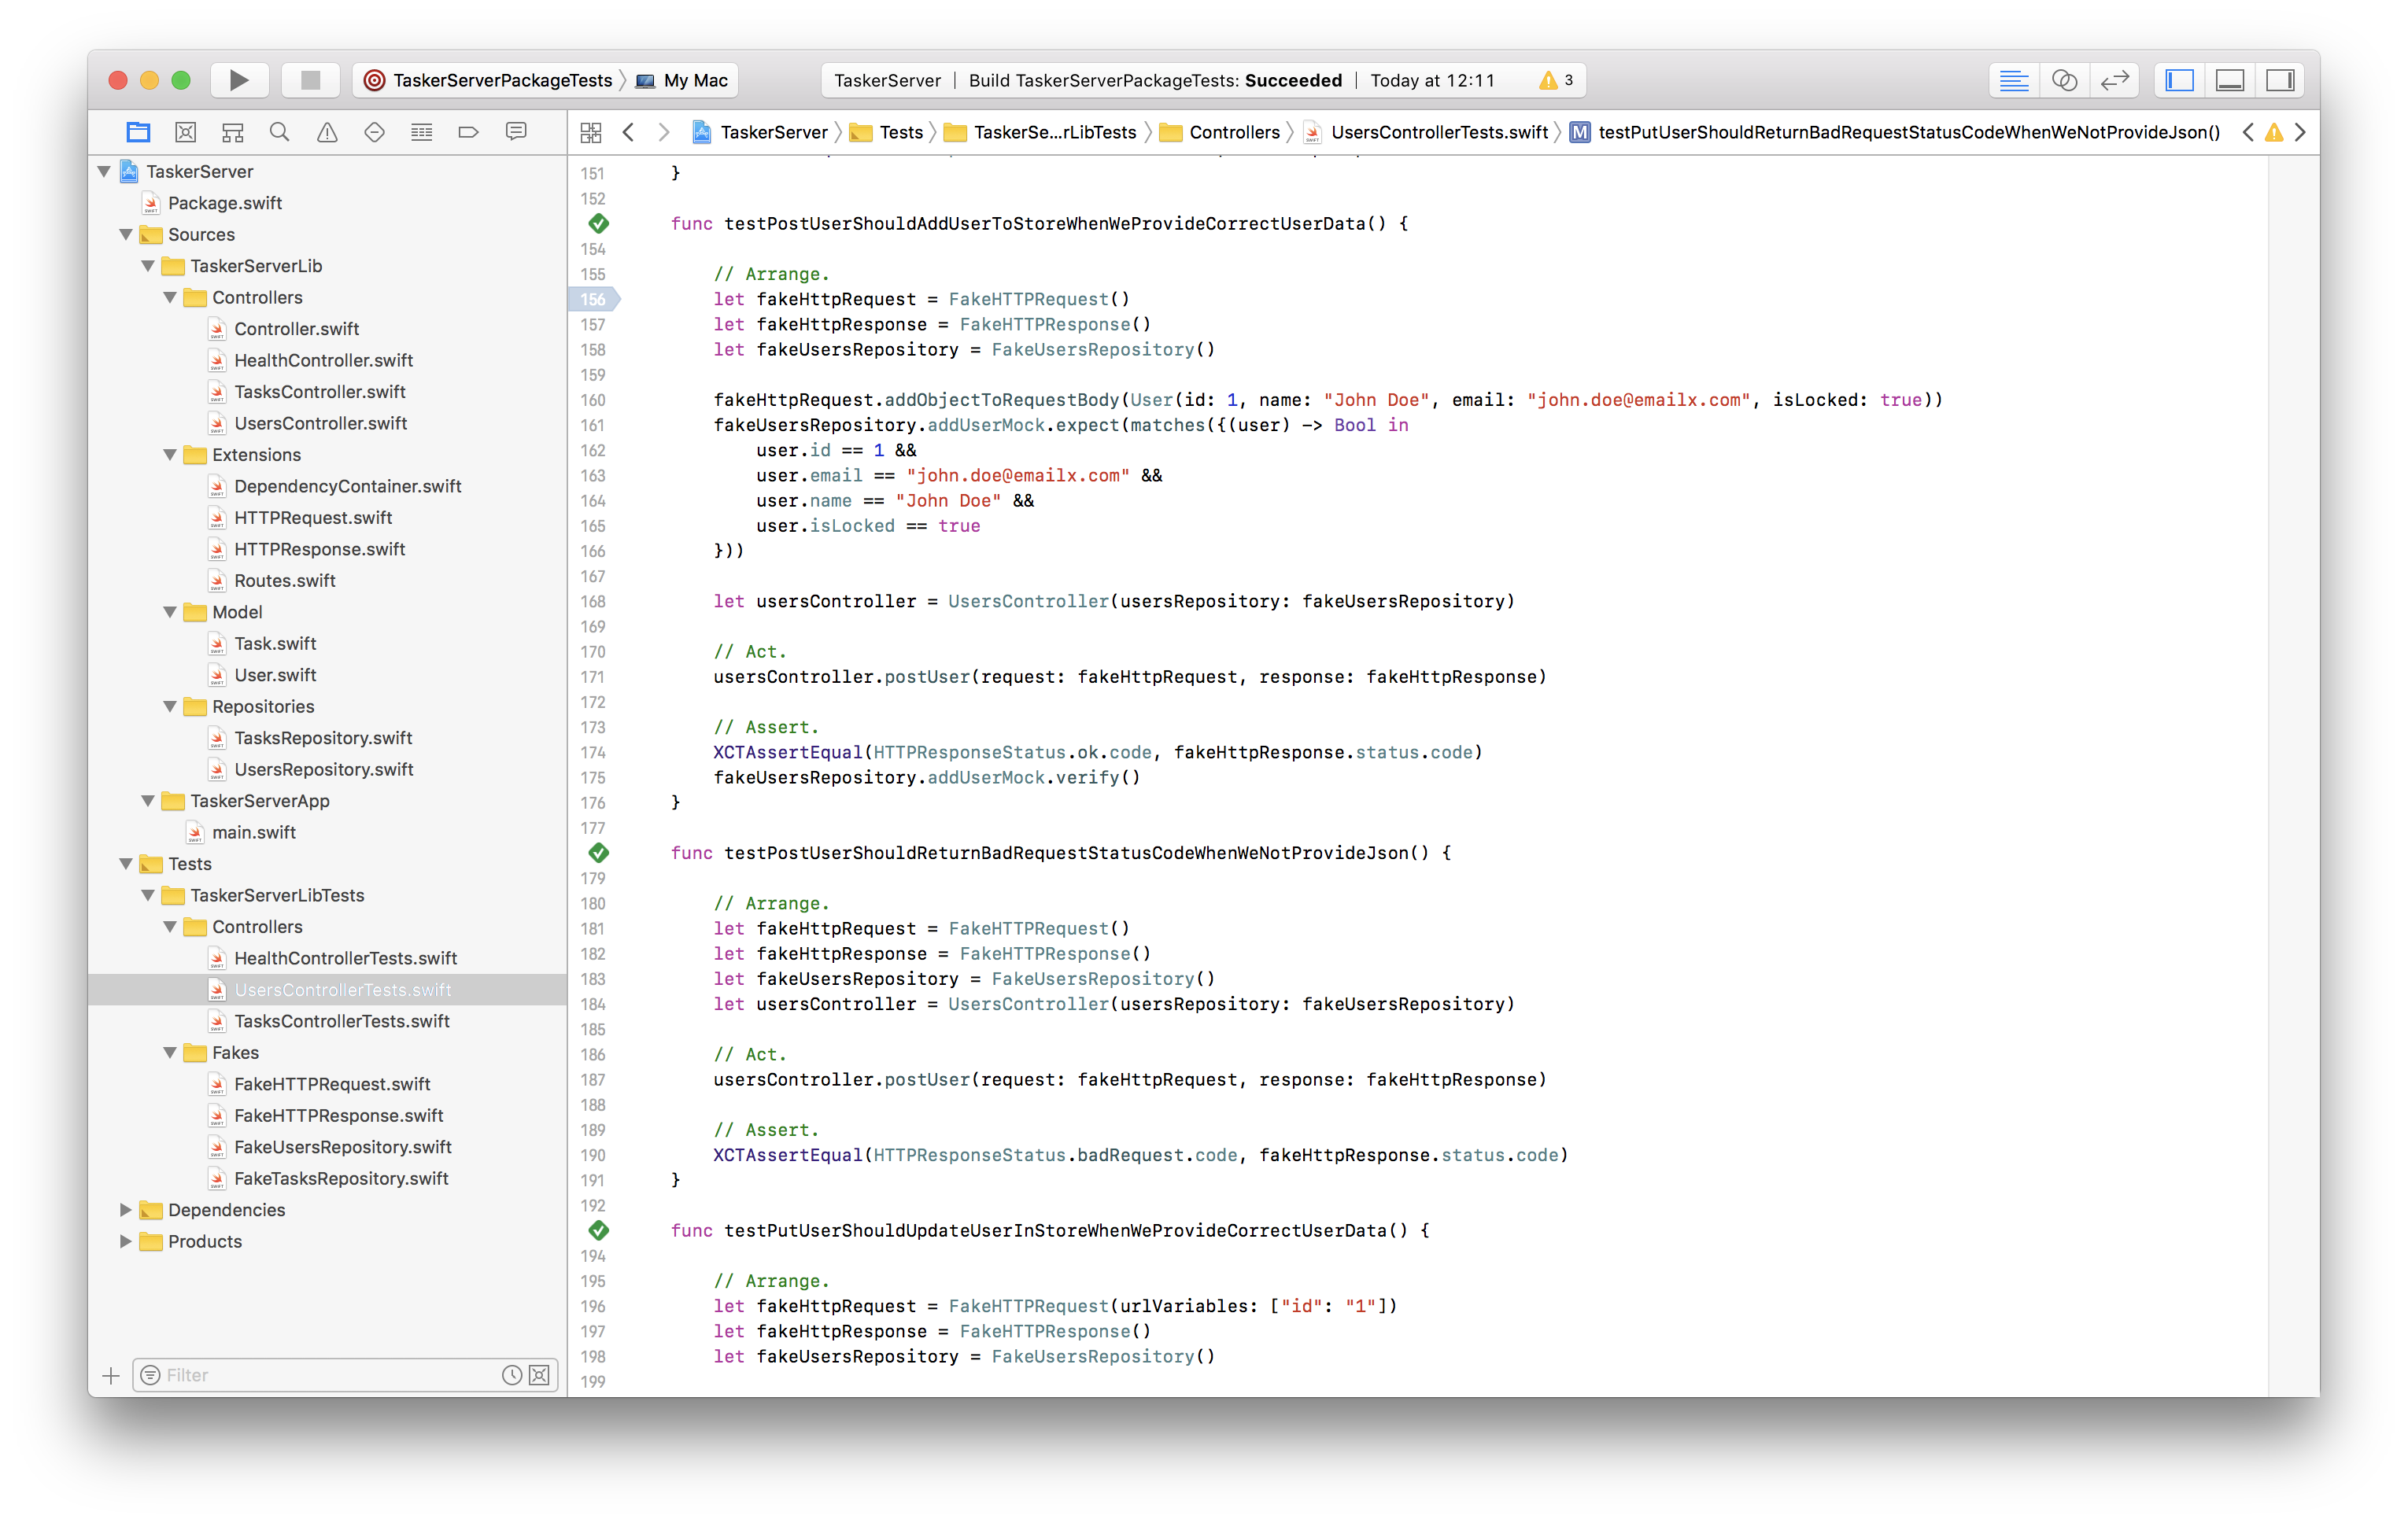 TaskerServerPackageTests My Mac
TaskerServer | Build TaskerServerPackageTests: Succeeded | Today at 12:11 3
TaskerServer Tests TaskerSe...rLibTests Controllers UsersControllerTests.swift M testPutUserShouldReturnBadRequestStatusCodeWhenWeNotProvideJson()
TaskerServer
Package.swift
Sources
TaskerServerLib
Controllers
Controller.swift
HealthController.swift
TasksController.swift
UsersController.swift
Extensions
DependencyContainer.swift
HTTPRequest.swift
HTTPResponse.swift
Routes.swift
Model
Task.swift
User.swift
Repositories
TasksRepository.swift
UsersRepository.swift
TaskerServerApp
main.swift
Tests
TaskerServerLibTests
Controllers
HealthControllerTests.swift
UsersControllerTests.swift
TasksControllerTests.swift
Fakes
FakeHTTPRequest.swift
FakeHTTPResponse.swift
FakeUsersRepository.swift
FakeTasksRepository.swift
Dependencies
Products
Filter
151 }
152
func testPostUserShouldAddUserToStoreWhenWeProvideCorrectUserData() {
154
155 // Arrange.
156 let fakeHttpRequest = FakeHTTPRequest()
157 let fakeHttpResponse = FakeHTTPResponse()
158 let fakeUsersRepository = FakeUsersRepository()
159
160 fakeHttpRequest.addObjectToRequestBody(User(id: 1, name: "John Doe", email: "john.doe@emailx.com", isLocked: true))
161 fakeUsersRepository.addUserMock.expect(matches({(user) -> Bool in
162 user.id == 1 &&
163 user.email == "john.doe@emailx.com" &&
164 user.name == "John Doe" &&
165 user.isLocked == true
166 }))
167
168 let usersController = UsersController(usersRepository: fakeUsersRepository)
169
170 // Act.
171 usersController.postUser(request: fakeHttpRequest, response: fakeHttpResponse)
172
173 // Assert.
174 XCTAssertEqual(HTTPResponseStatus.ok.code, fakeHttpResponse.status.code)
175 fakeUsersRepository.addUserMock.verify()
176 }
177
func testPostUserShouldReturnBadRequestStatusCodeWhenWeNotProvideJson() {
179
180 // Arrange.
181 let fakeHttpRequest = FakeHTTPRequest()
182 let fakeHttpResponse = FakeHTTPResponse()
183 let fakeUsersRepository = FakeUsersRepository()
184 let usersController = UsersController(usersRepository: fakeUsersRepository)
185
186 // Act.
187 usersController.postUser(request: fakeHttpRequest, response: fakeHttpResponse)
188
189 // Assert.
190 XCTAssertEqual(HTTPResponseStatus.badRequest.code, fakeHttpResponse.status.code)
191 }
192
func testPutUserShouldUpdateUserInStoreWhenWeProvideCorrectUserData() {
194
195 // Arrange.
196 let fakeHttpRequest = FakeHTTPRequest(urlVariables: ["id": "1"])
197 let fakeHttpResponse = FakeHTTPResponse()
198 let fakeUsersRepository = FakeUsersRepository()
199